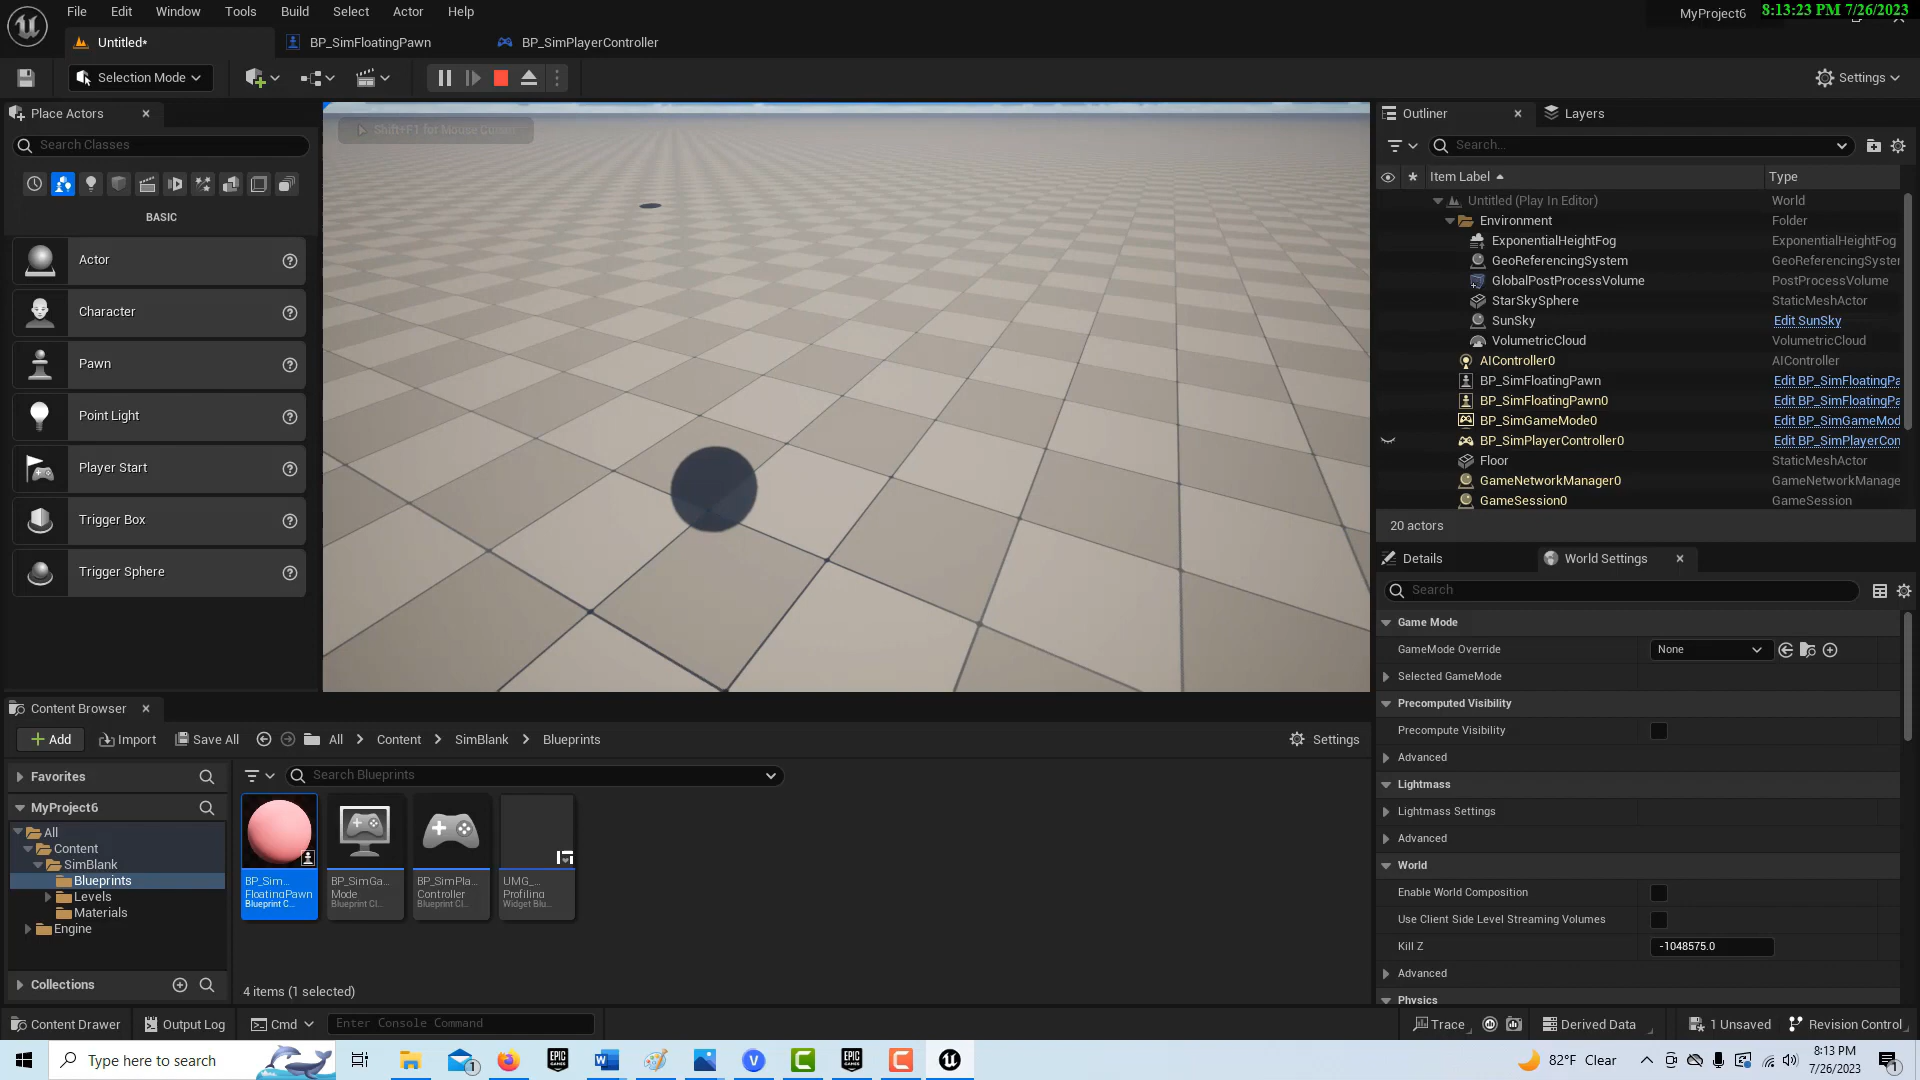 File Edit Window Tools Build Select Actor Help
MyProject6
8:13:23 PM 7/26/2023
Untitled*
BP_SimFloatingPawn
BP_SimPlayerController
Selection Mode
Settings
Place Actors
Search Classes
BASIC
Actor
Character
Pawn
Point Light
Player Start
Trigger Box
Trigger Sphere
Shift+F1 for Mouse Cursor
Outliner
Layers
Search...
Item Label Type
Untitled (Play In Editor) World
Environment Folder
ExponentialHeightFog ExponentialHeightFog
GeoReferencingSystem GeoReferencingSyster
GlobalPostProcessVolume PostProcessVolume
StarSkySphere StaticMeshActor
SunSky Edit SunSky
VolumetricCloud VolumetricCloud
AIController0 AIController
BP_SimFloatingPawn Edit BP_SimFloatingPa
BP_SimFloatingPawn0 Edit BP_SimFloatingPa
BP_SimGameMode0 Edit BP_SimGameMod
BP_SimPlayerController0 Edit BP_SimPlayerCon
Floor StaticMeshActor
GameNetworkManager0 GameNetworkManage
GameSession0 GameSession
20 actors
Details
World Settings
Search
Game Mode
GameMode Override None
Selected GameMode
Precomputed Visibility
Precompute Visibility
Advanced
Lightmass
Lightmass Settings
Advanced
World
Enable World Composition
Use Client Side Level Streaming Volumes
Kill Z -1048575.0
Advanced
Physics
Content Browser
Add Import Save All All Content SimBlank Blueprints Settings
Favorites
MyProject6
All
Content
SimBlank
Blueprints
Levels
Materials
Engine
Collections
Search Blueprints
BP_Sim...
FloatingPawn
Blueprint C...
BP_SimGa...
Mode
Blueprint Cl...
BP_SimPla...
Controller
Blueprint Cl...
UMG_...
Profiling
Widget Blu...
4 items (1 selected)
Content Drawer Output Log Cmd Enter Console Command Trace Derived Data 1 Unsaved Revision Control
Type here to search
82°F Clear
8:13 PM
7/26/2023